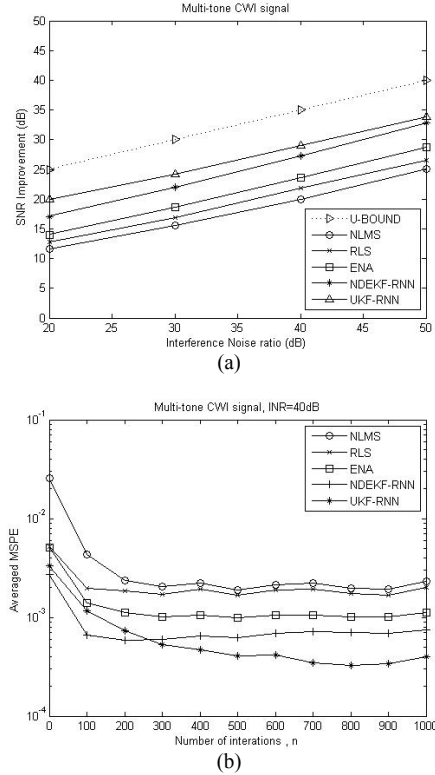 Multi-tone CWI signal
SNR Improvement (dB)
50
45
40
35
30
25
20
15
10
5
0
U-BOUND
NLMS
RLS
ENA
NDEKF-RNN
UKF-RNN
20
25
30
35
40
45
50
Interference Noise ratio (dB)
(a)
Multi-tone CWI signal, INR=40dB
Averaged MSPE
10-1
10-2
10-3
10-4
NLMS
RLS
ENA
NDEKF-RNN
UKF-RNN
0
100
200
300
400
500
600
700
800
900
1000
Number of interations , n
(b)